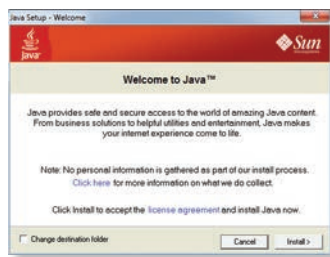 Java Setup - Welcome
Java
Sun
Welcome to Java™
Java provides safe and secure access to the world of amazing Java content.
From business solutions to helpful utilities and entertainment, Java makes
your internet experience come to life.
Note: No personal information is gathered as part of our install process.
Click here for more information on what we do collect.
Click Install to accept the license agreement and install Java now.
Change destination folder
Cancel
Install >